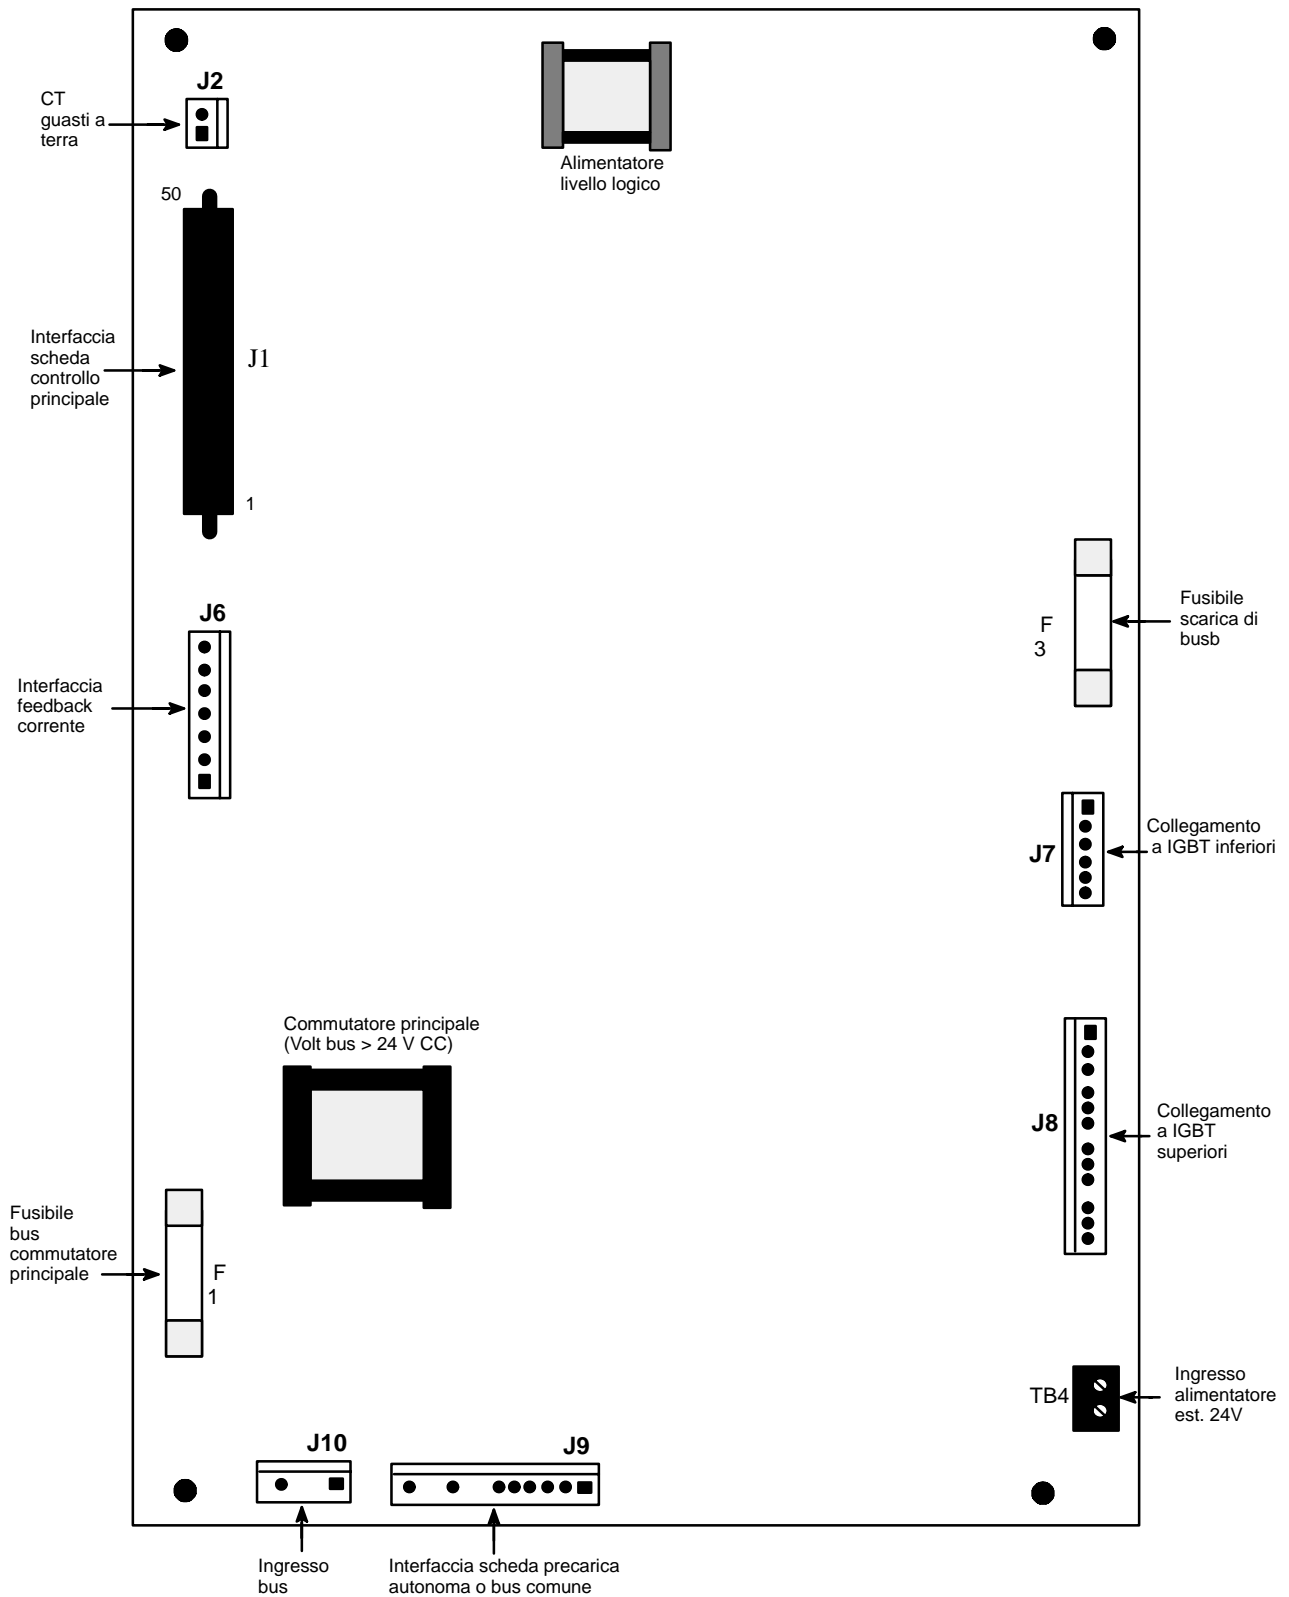 J2
CT
guasti a
terra
Alimentatore
livello logico
50
Interfaccia
scheda
controllo
principale
J1
1
J6
Interfaccia
feedback
corrente
F
3
Fusibile
scarica di
busb
J7
Collegamento
a IGBT inferiori
Commutatore principale
(Volt bus > 24 V CC)
J8
Collegamento
a IGBT
superiori
Fusibile
bus
commutatore
principale
F
1
TB4
Ingresso
alimentatore
est. 24V
J10
J9
Ingresso
bus
Interfaccia scheda precarica
autonoma o bus comune